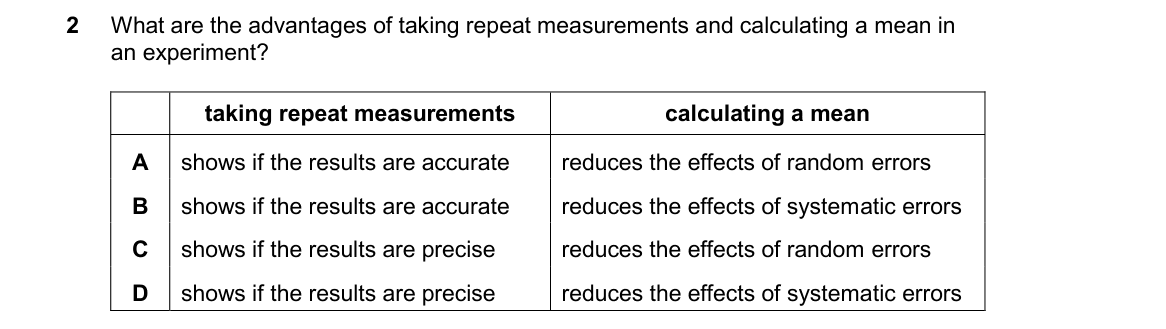 2 What are the advantages of taking repeat measurements and calculating a mean in
an experiment?
taking repeat measurements calculating a mean
A shows if the results are accurate reduces the effects of random errors
B shows if the results are accurate reduces the effects of systematic errors
C shows if the results are precise reduces the effects of random errors
D shows if the results are precise reduces the effects of systematic errors